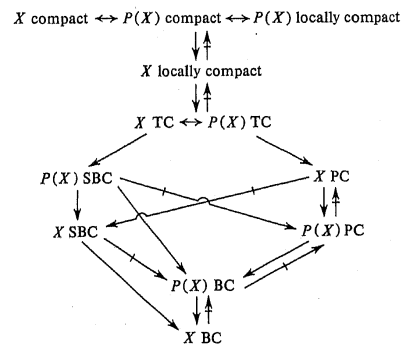 X compact ↔ P(X) compact ↔ P(X) locally compact
X locally compact
X TC ↔ P(X) TC
P(X) SBC X PC
X SBC P(X) PC
P(X) BC
X BC